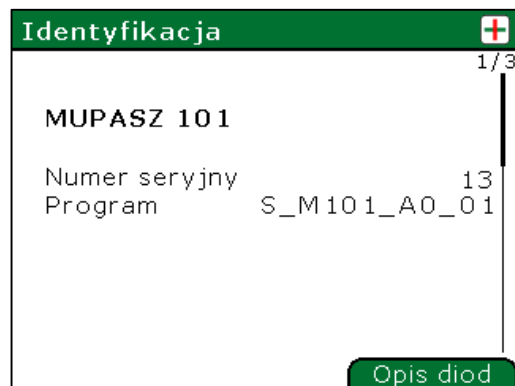 Identyfikacja
1/3
MUPASZ 101
Numer seryjny 13
Program S_M101_A0_01
Opis diod